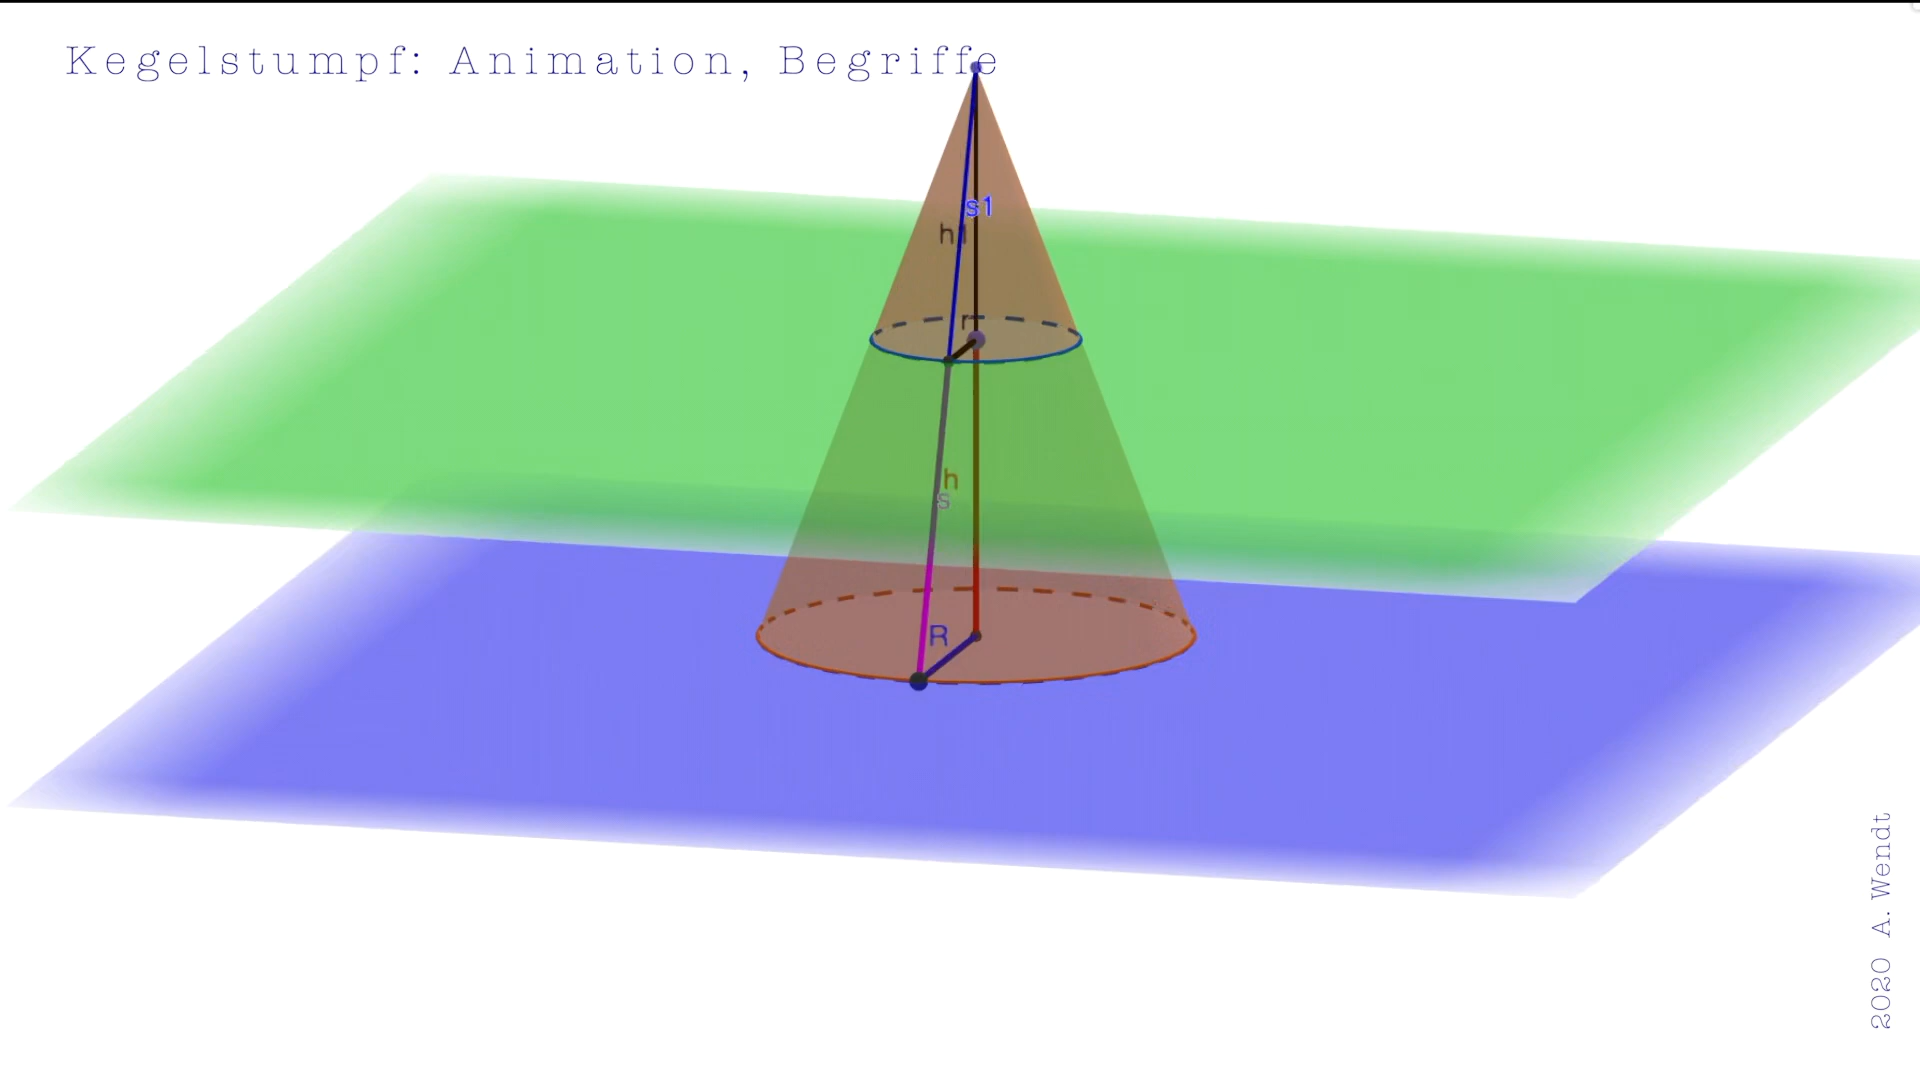 Kegelstumpf: Animation, Begriffe
s1
h1
r
h
s
R
2020 A. Wendt